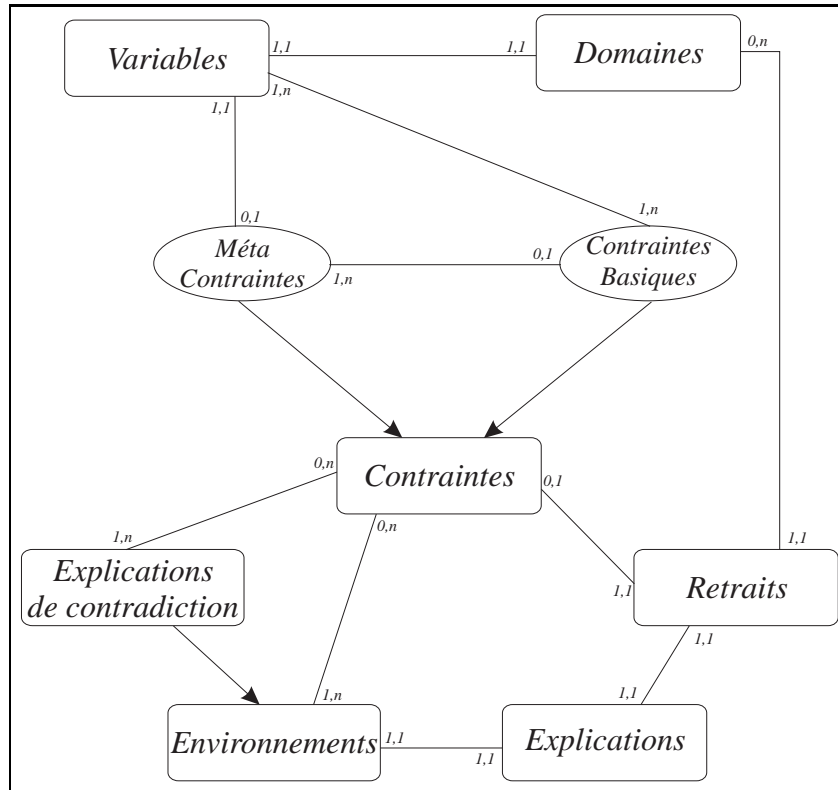 Variables
1,1
1,1
Domaines
0,n
1,1
1,n
0,1
1,n
Méta
Contraintes
1,n
0,1
Contraintes
Basiques
0,n
Contraintes
0,1
0,n
1,n
1,1
Explications
de contradiction
1,1
Retraits
1,1
1,n
1,1
Environnements
1,1
1,1
Explications